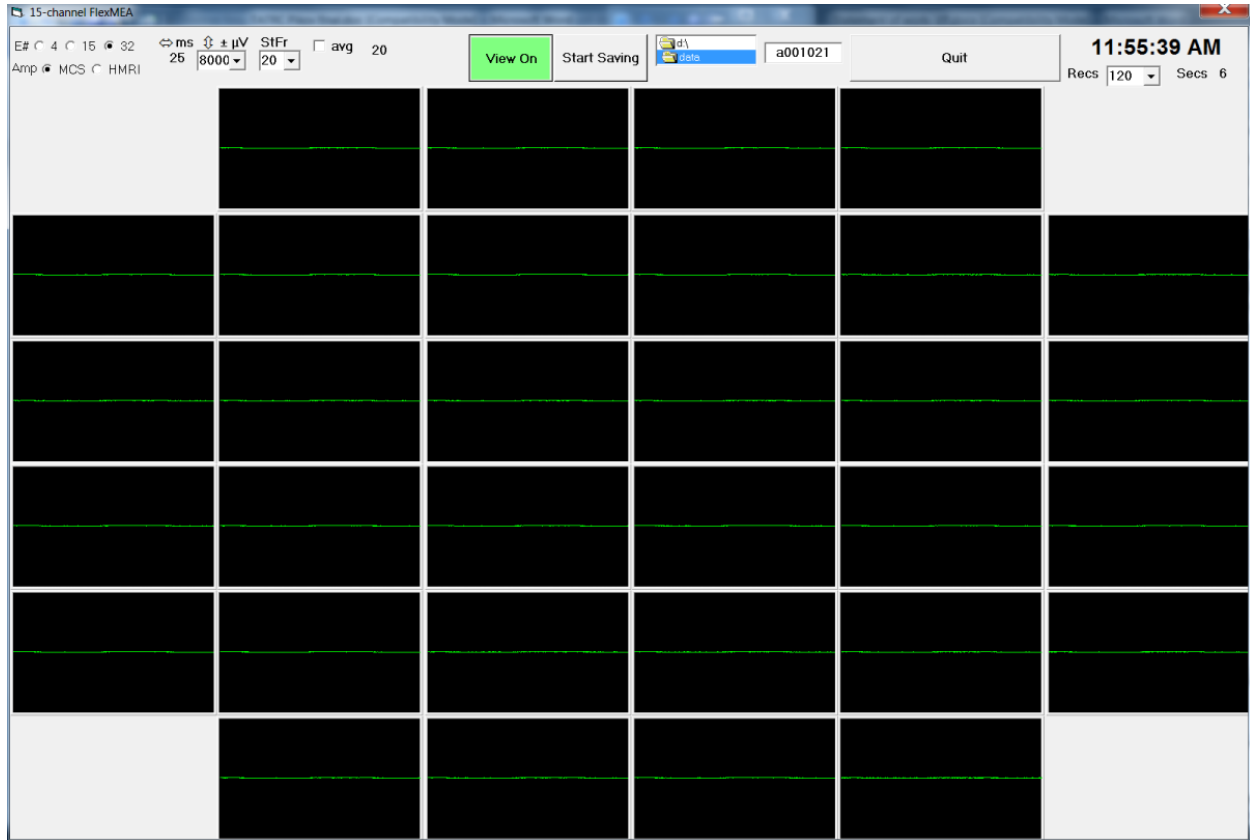 15-channel FlexMEA
E# 4 15 32 ⇔ ms ⇕ ± µV StFr avg 20
25 8000 20
Amp MCS HMRI
View On Start Saving
d:\
data
a001021
Quit
11:55:39 AM
Recs 120 Secs 6